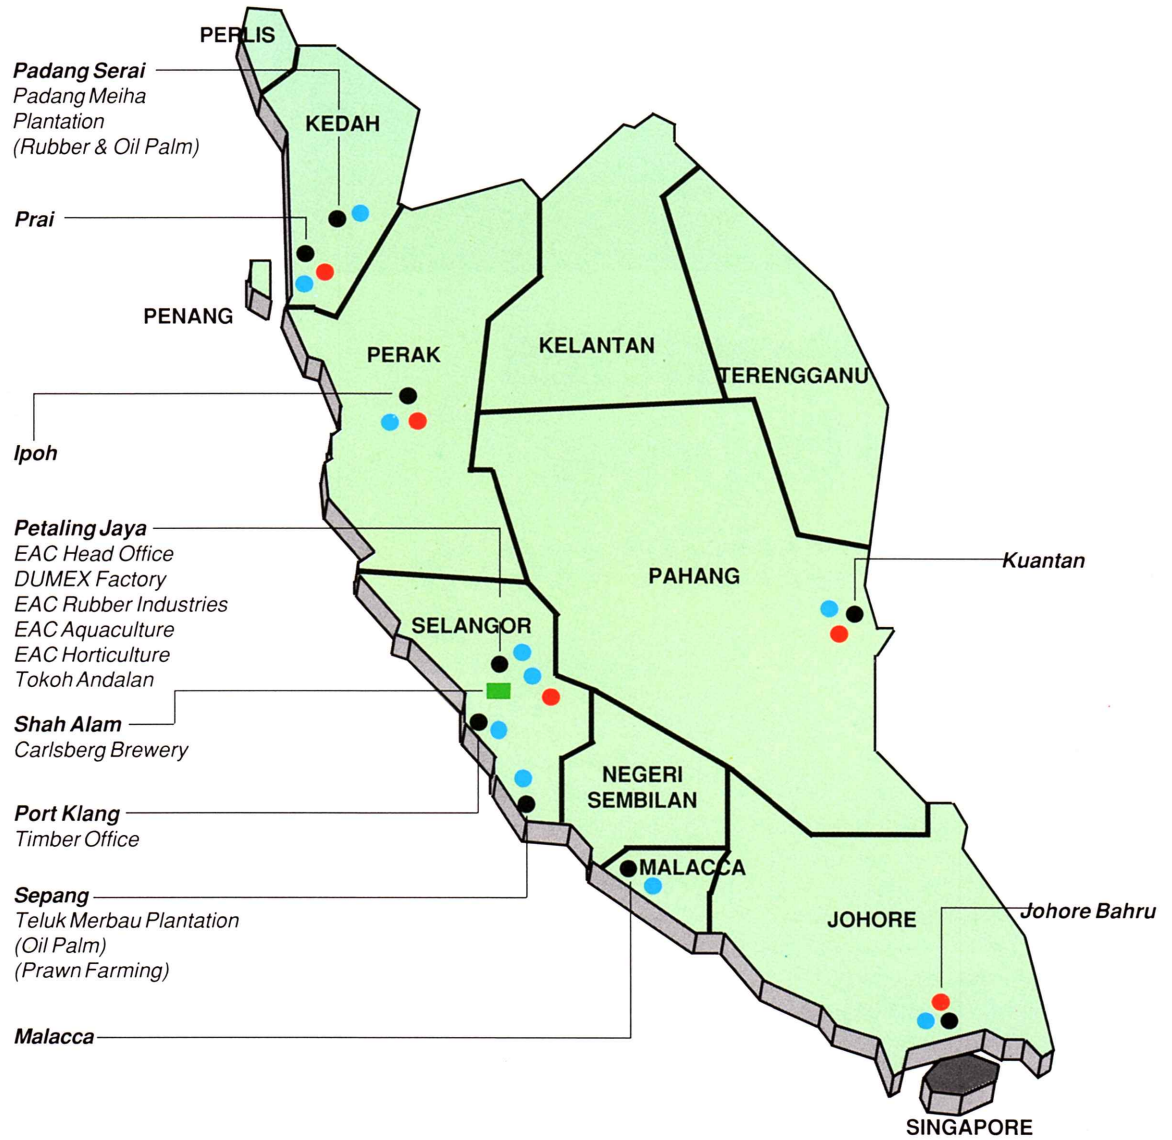 PERLIS
Padang Serai
Padang Meiha
Plantation
(Rubber & Oil Palm)
KEDAH
Prai
PENANG
PERAK
KELANTAN
TERENGGANU
Ipoh
Petaling Jaya
EAC Head Office
DUMEX Factory
EAC Rubber Industries
EAC Aquaculture
EAC Horticulture
Tokoh Andalan
PAHANG
Kuantan
SELANGOR
Shah Alam
Carlsberg Brewery
NEGERI
SEMBILAN
Port Klang
Timber Office
MALACCA
Sepang
Teluk Merbau Plantation
(Oil Palm)
(Prawn Farming)
JOHORE
Johore Bahru
Malacca
SINGAPORE